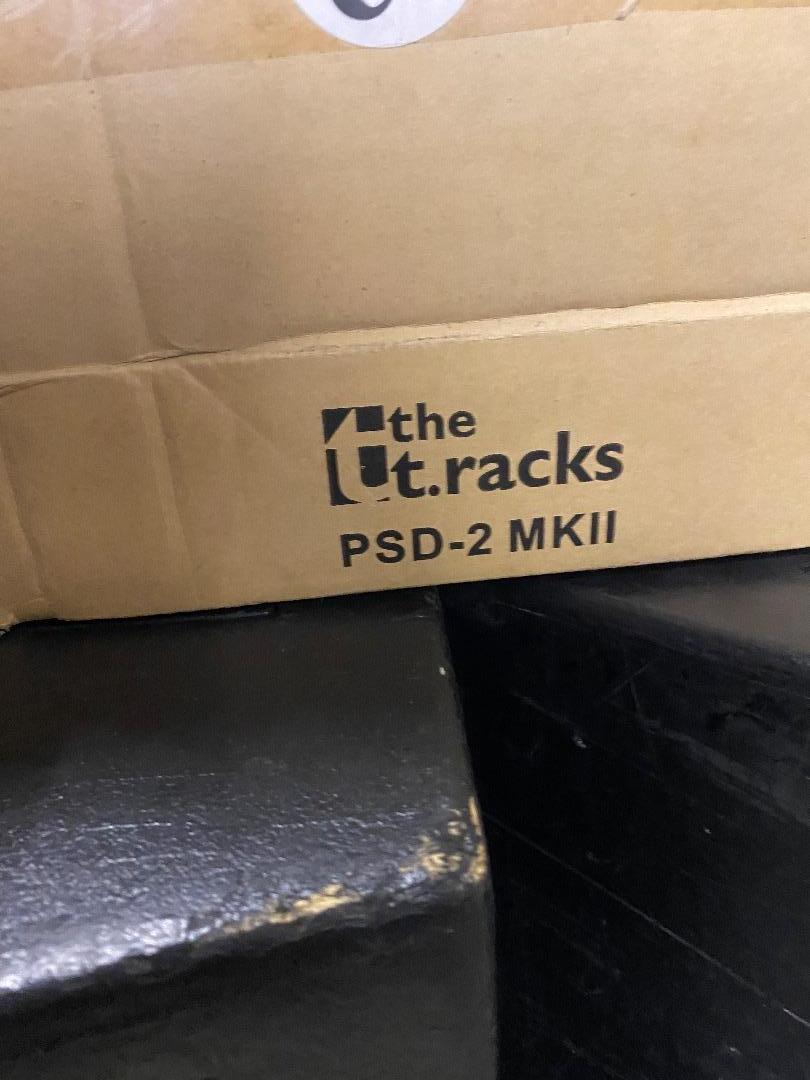 the
t.racks
PSD-2 MKII